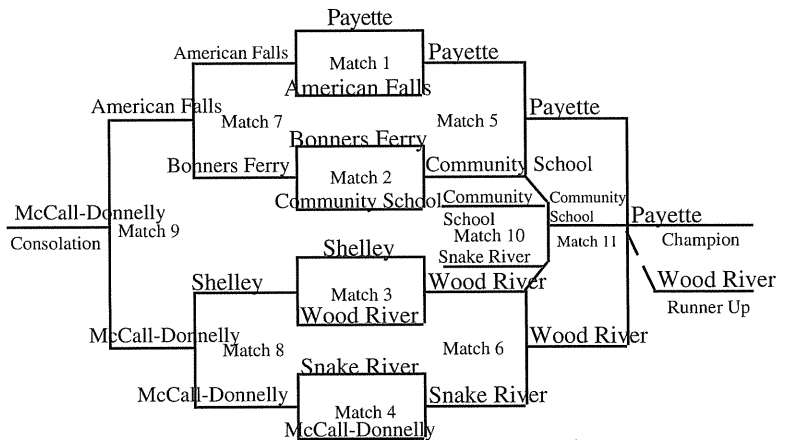 Payette
American Falls
Match 1
Payette
American Falls
American Falls
Match 7
Match 5
Payette
Bonners Ferry
Bonners Ferry
Match 2
Community School
Community School
McCall-Donnelly
Consolation
Match 9
Community
School
Match 10
Snake River
Community
School
Match 11
Payette
Champion
Shelley
Shelley
Match 3
Wood River
Wood River
Wood River
Runner Up
McCall-Donnelly
Match 8
Match 6
Wood River
Snake River
McCall-Donnelly
Match 4
Snake River
McCall-Donnelly